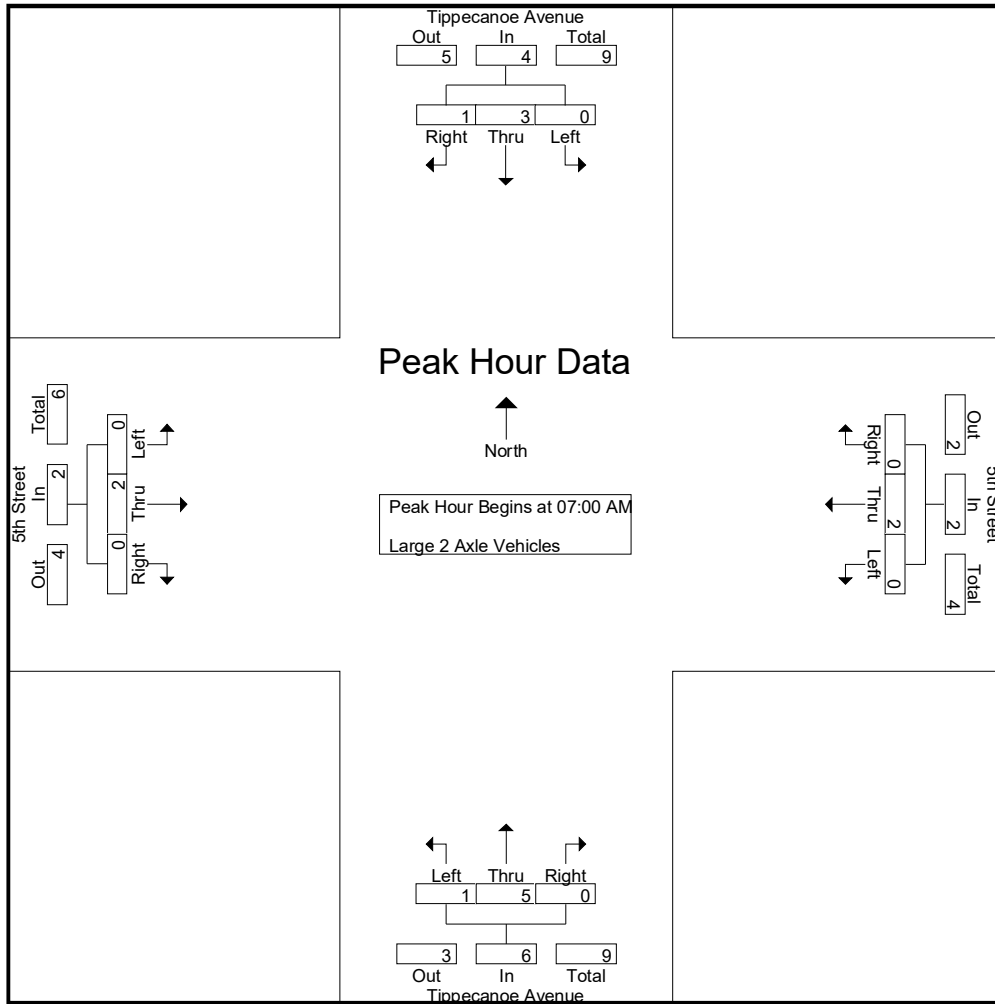 Tippecanoe Avenue
Out In Total
5 4 9
1 3 0
Right Thru Left
Peak Hour Data
North
Peak Hour Begins at 07:00 AM
Large 2 Axle Vehicles
5th Street
Out In Total
4 2 6
0 2 0
Left Thru Right
5th Street
Out In Total
2 2 4
Right Thru Left
0 2 0
Left Thru Right
1 5 0
3 6 9
Out In Total
Tippecanoe Avenue